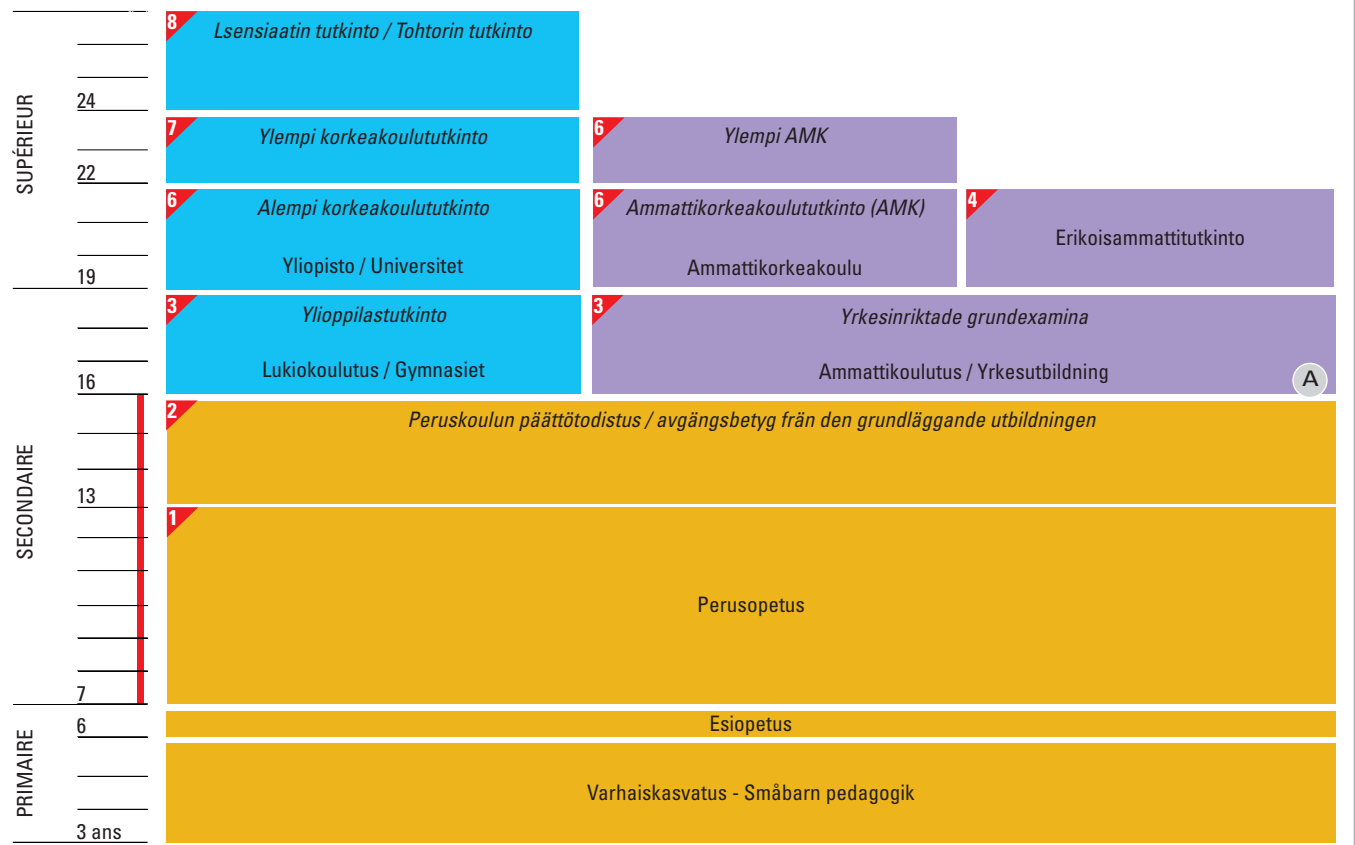 SUPÉRIEUR
8
Lsensiaatin tutkinto / Tohtorin tutkinto
24
7
Ylempi korkeakoulututkinto
6
Ylempi AMK
22
6
Alempi korkeakoulututkinto
Yliopisto / Universitet
6
Ammattikorkeakoulututkinto (AMK)
Ammattikorkeakoulu
4
Erikoisammattitutkinto
19
SECONDAIRE
3
Ylioppilastutkinto
Lukiokoulutus / Gymnasiet
3
Yrkesinriktade grundexamina
Ammattikoulutus / Yrkesutbildning
A
16
2
Peruskoulun päättötodistus / avgängsbetyg från den grundläggande utbildningen
13
1
Perusopetus
7
PRIMAIRE
6
Esiopetus
Varhaiskasvatus - Småbarn pedagogik
3 ans